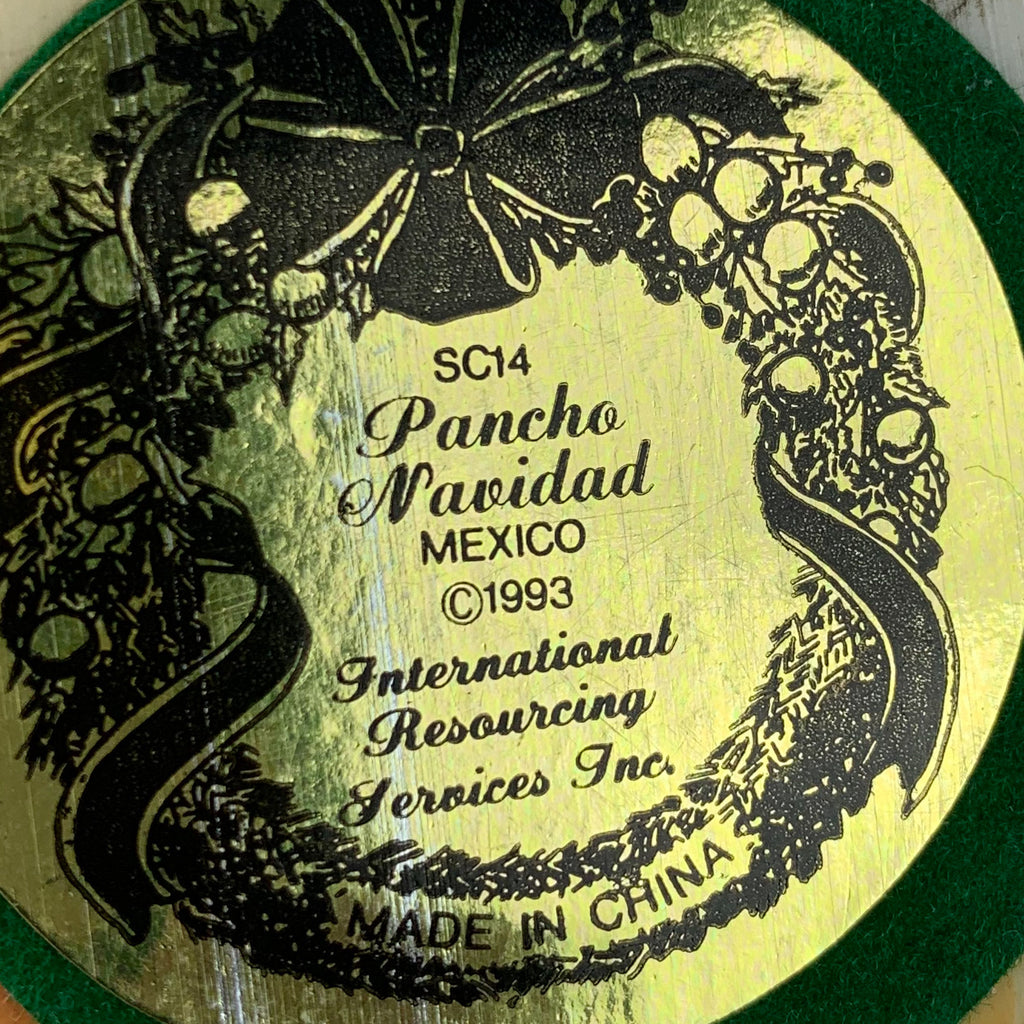 SC14
Pancho
Navidad
MEXICO
©1993
International
Resourcing
Services Inc.
MADE IN CHINA